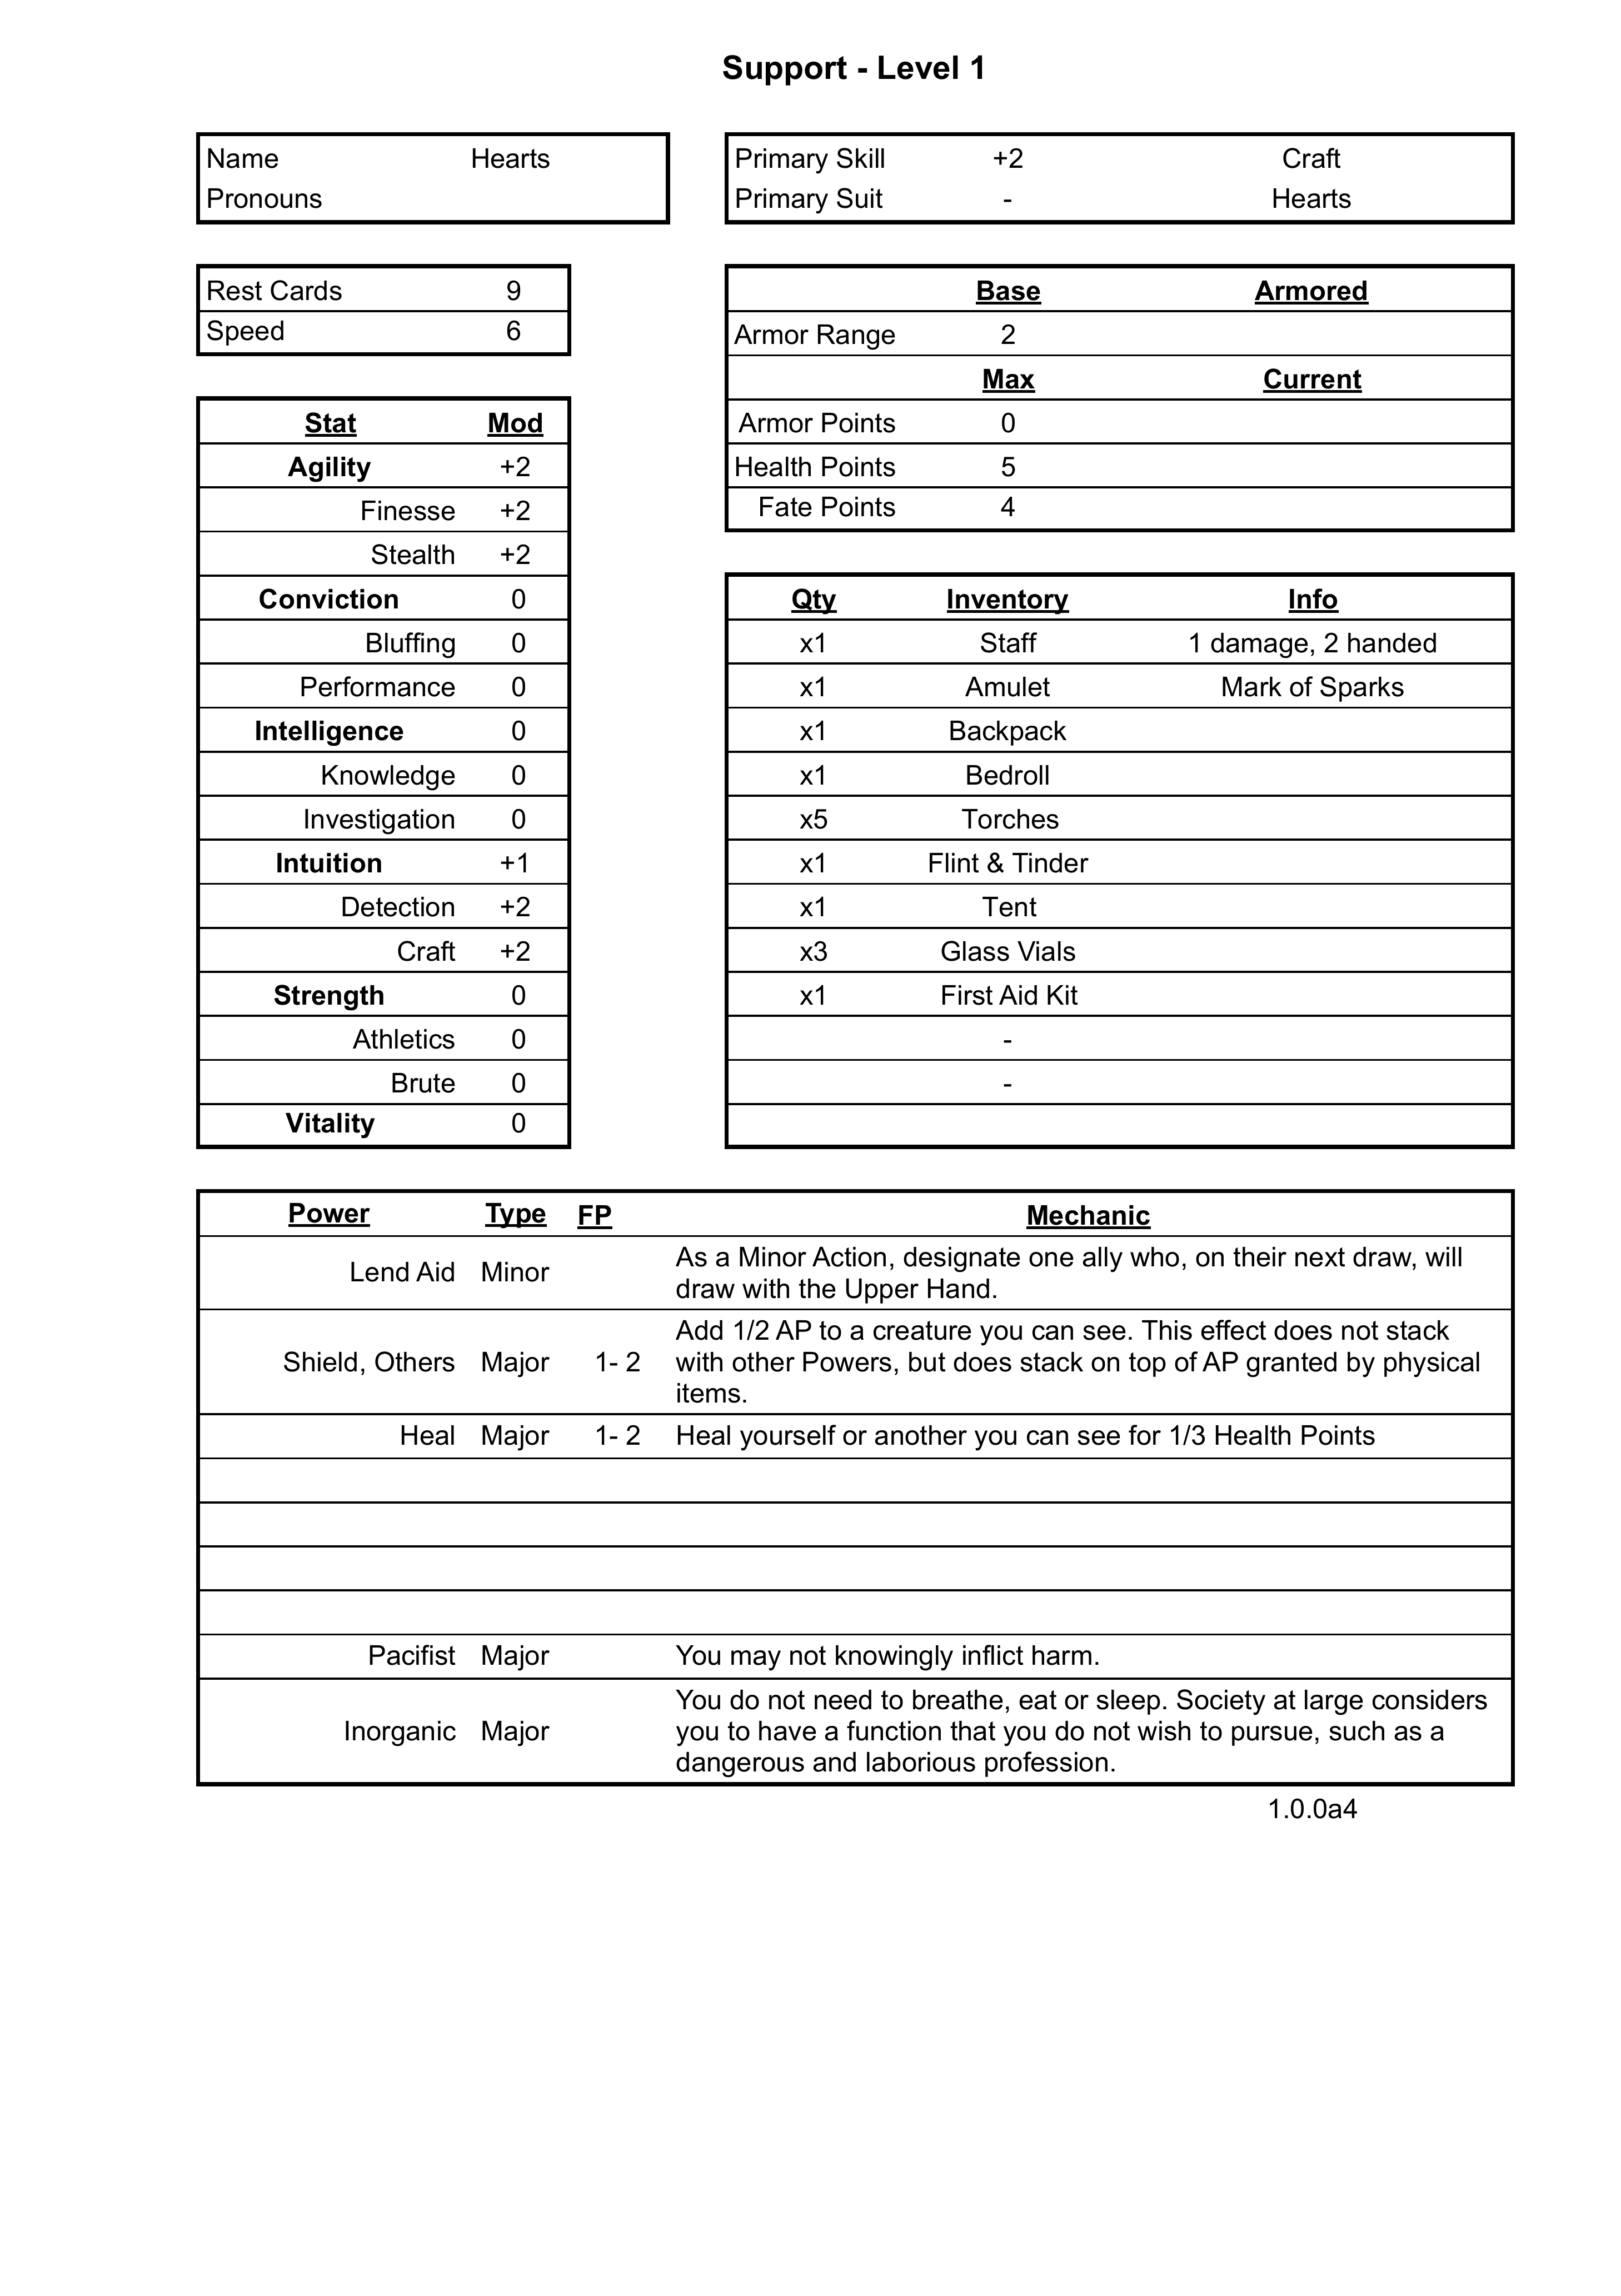 Support - Level 1
Name Hearts
Pronouns
Primary Skill +2 Craft
Primary Suit - Hearts
Rest Cards 9
Speed 6
Base Armored
Armor Range 2
Max Current
Armor Points 0
Health Points 5
Fate Points 4
Stat Mod
Agility +2
Finesse +2
Stealth +2
Conviction 0
Bluffing 0
Performance 0
Intelligence 0
Knowledge 0
Investigation 0
Intuition +1
Detection +2
Craft +2
Strength 0
Athletics 0
Brute 0
Vitality 0
Qty Inventory Info
x1 Staff 1 damage, 2 handed
x1 Amulet Mark of Sparks
x1 Backpack
x1 Bedroll
x5 Torches
x1 Flint & Tinder
x1 Tent
x3 Glass Vials
x1 First Aid Kit
-
-
Power Type FP Mechanic
Lend Aid Minor As a Minor Action, designate one ally who, on their next draw, will
draw with the Upper Hand.
Add 1/2 AP to a creature you can see. This effect does not stack
Shield, Others Major 1- 2 with other Powers, but does stack on top of AP granted by physical
items.
Heal Major 1- 2 Heal yourself or another you can see for 1/3 Health Points
Pacifist Major You may not knowingly inflict harm.
You do not need to breathe, eat or sleep. Society at large considers
Inorganic Major you to have a function that you do not wish to pursue, such as a
dangerous and laborious profession.
1.0.0a4